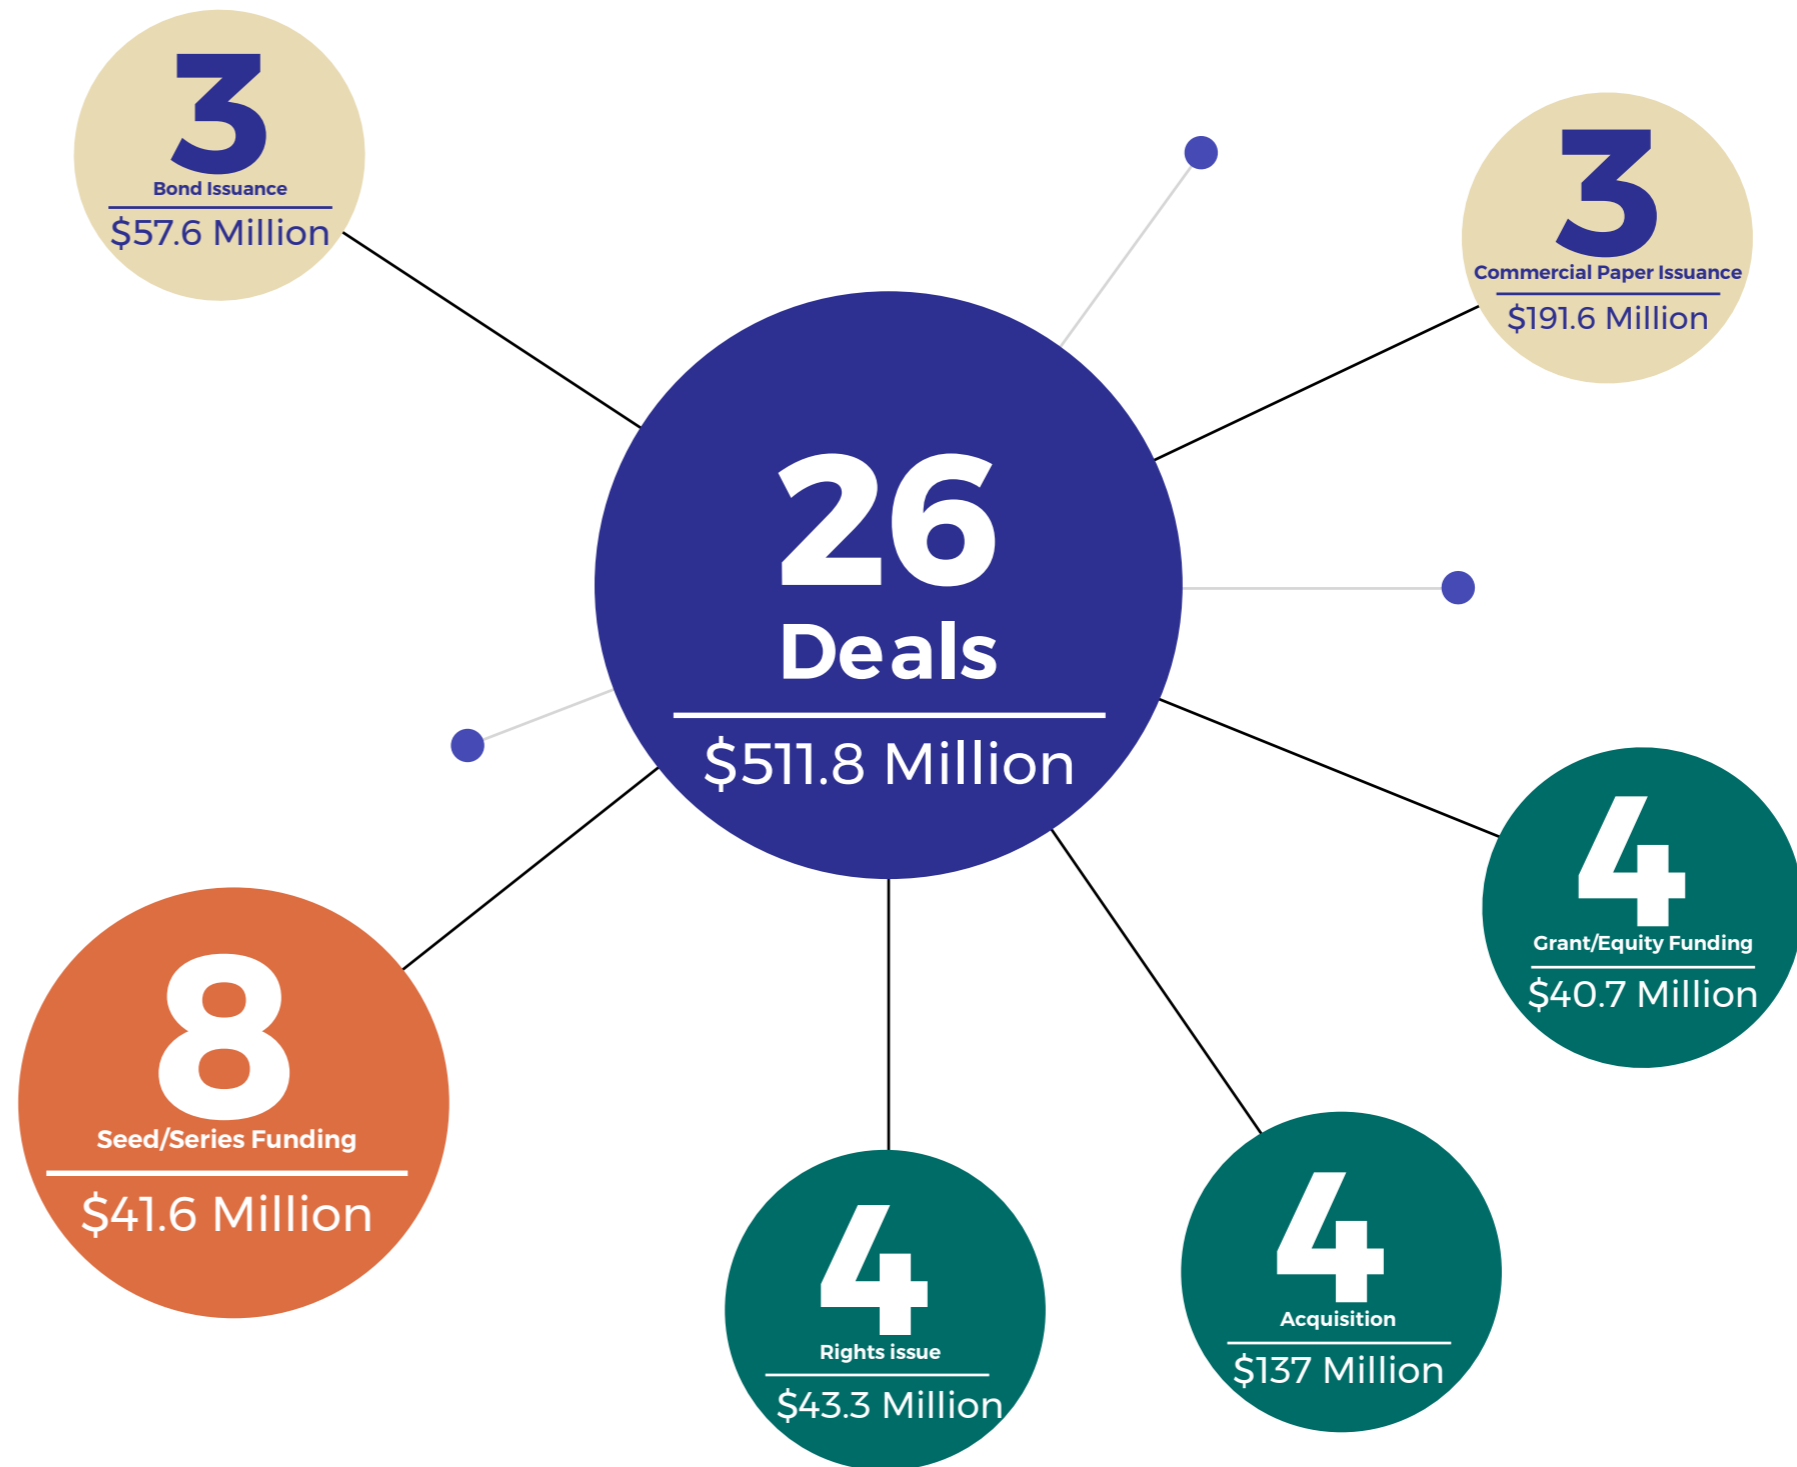 3
Bond Issuance
$57.6 Million
3
Commercial Paper Issuance
$191.6 Million
26
Deals
$511.8 Million
4
Grant/Equity Funding
$40.7 Million
8
Seed/Series Funding
$41.6 Million
4
Rights issue
$43.3 Million
4
Acquisition
$137 Million